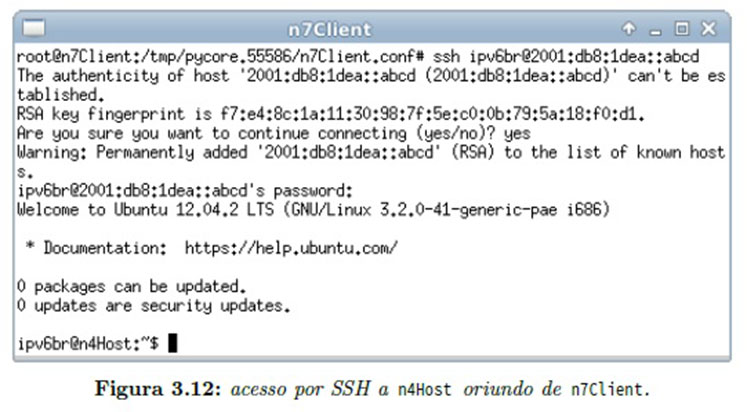 n7Client
root@n7Client:/tmp/pycore.55586/n7Client.conf# ssh ipv6br@2001:db8:1dea::abcd
The authenticity of host '2001:db8:1dea::abcd (2001:db8:1dea::abcd)' can't be es
tablished.
RSA key fingerprint is f7:e4:8c:1a:11:30:98:7f:5e:c0:0b:79:5a:18:f0:d1.
Are you sure you want to continue connecting (yes/no)? yes
Warning: Permanently added '2001:db8:1dea::abcd' (RSA) to the list of known host
s.
ipv6br@2001:db8:1dea::abcd's password:
Welcome to Ubuntu 12.04.2 LTS (GNU/Linux 3.2.0-41-generic-pae i686)
* Documentation:  https://help.ubuntu.com/
0 packages can be updated.
0 updates are security updates.
ipv6br@n4Host:~$
Figura 3.12: acesso por SSH a n4Host oriundo de n7Client.